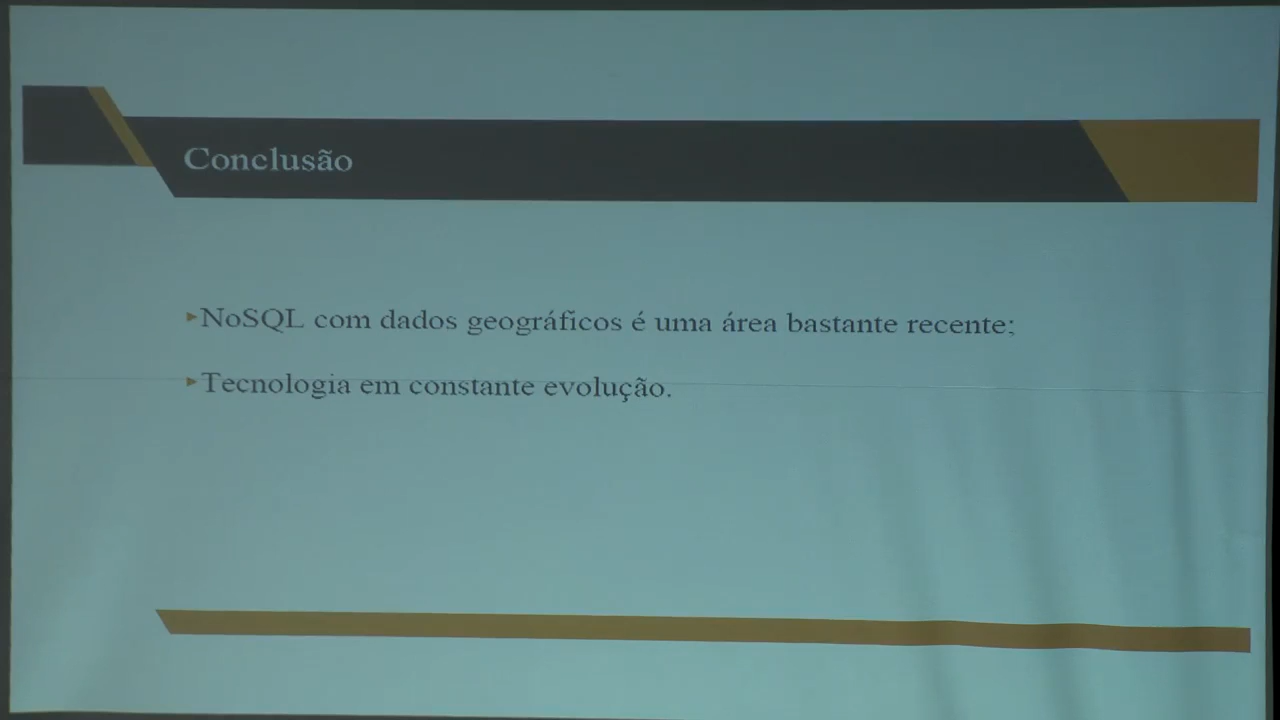 Conclusão
NoSQL com dados geográficos é uma área bastante recente;
Tecnologia em constante evolução.